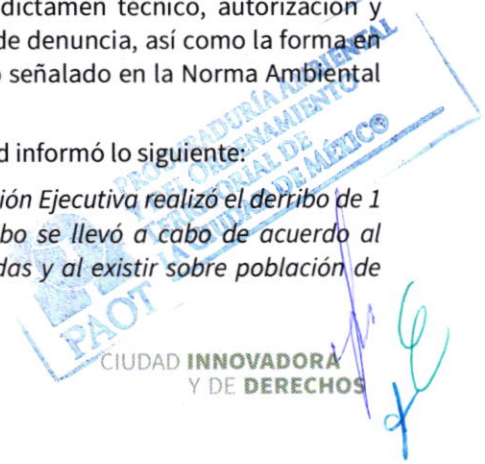 dictamen técnico, autorización y
de denuncia, así como la forma en
o señalado en la Norma Ambiental
d informó lo siguiente:
ión Ejecutiva realizó el derribo de 1
bo se llevó a cabo de acuerdo al
das y al existir sobre población de
PROCURADURÍA AMBIENTAL
Y DEL ORDENAMIENTO
TERRITORIAL DE
LA CIUDAD DE MÉXICO
PAOT
CIUDAD INNOVADORA
Y DE DERECHOS